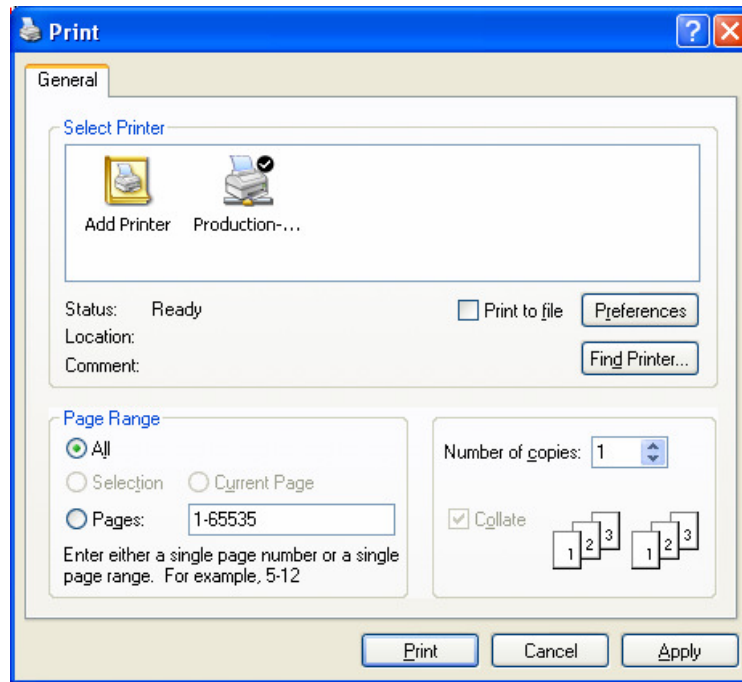 Print
General
Select Printer
Add Printer Production-...
Status: Ready
Print to file Preferences
Location:
Comment:
Find Printer...
Page Range
All
Selection Current Page
Pages: 1-65535
Enter either a single page number or a single
page range. For example, 5-12
Number of copies: 1
Collate
1 2 3 1 2 3
Print Cancel Apply